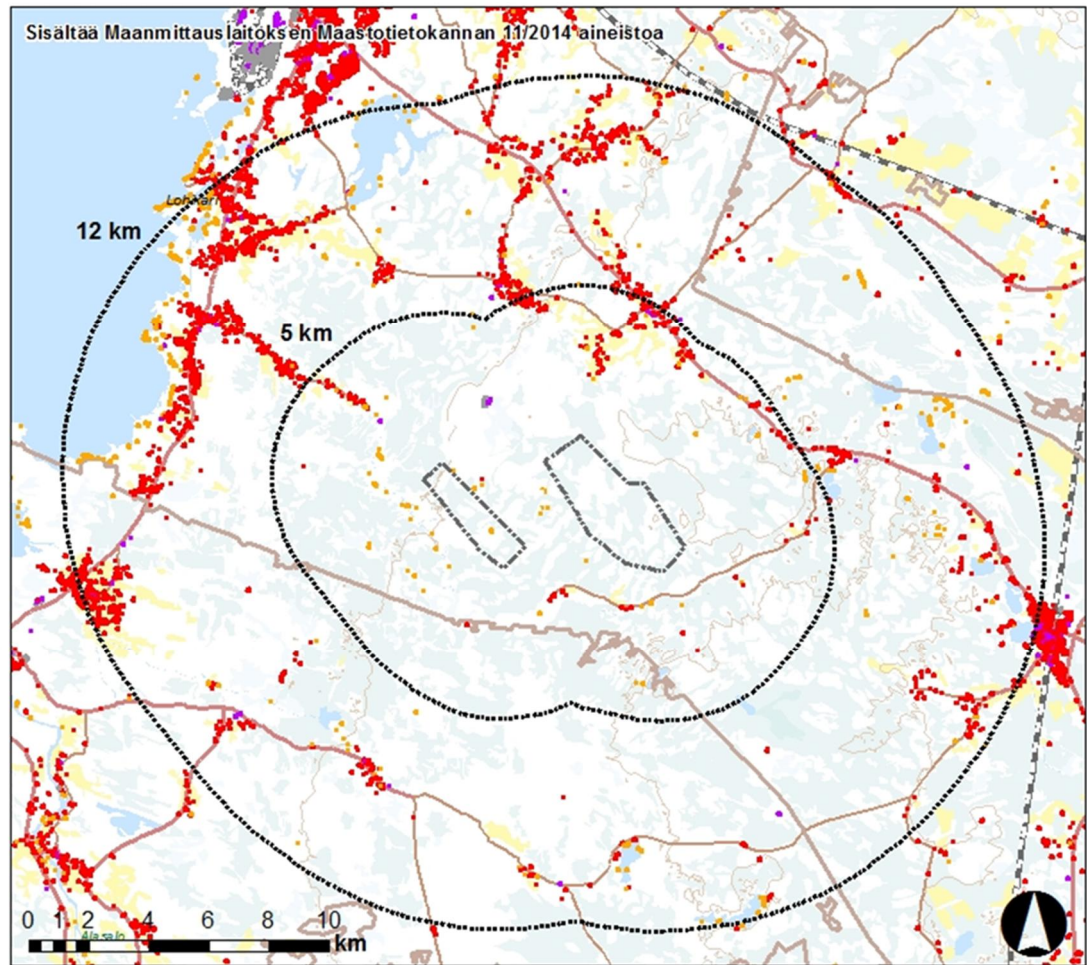 Sisältää Maanmittauslaitoksen Maastotietokannan 11/2014 aineistoa
12 km
5 km
0 1 2 4 6 8 10
km